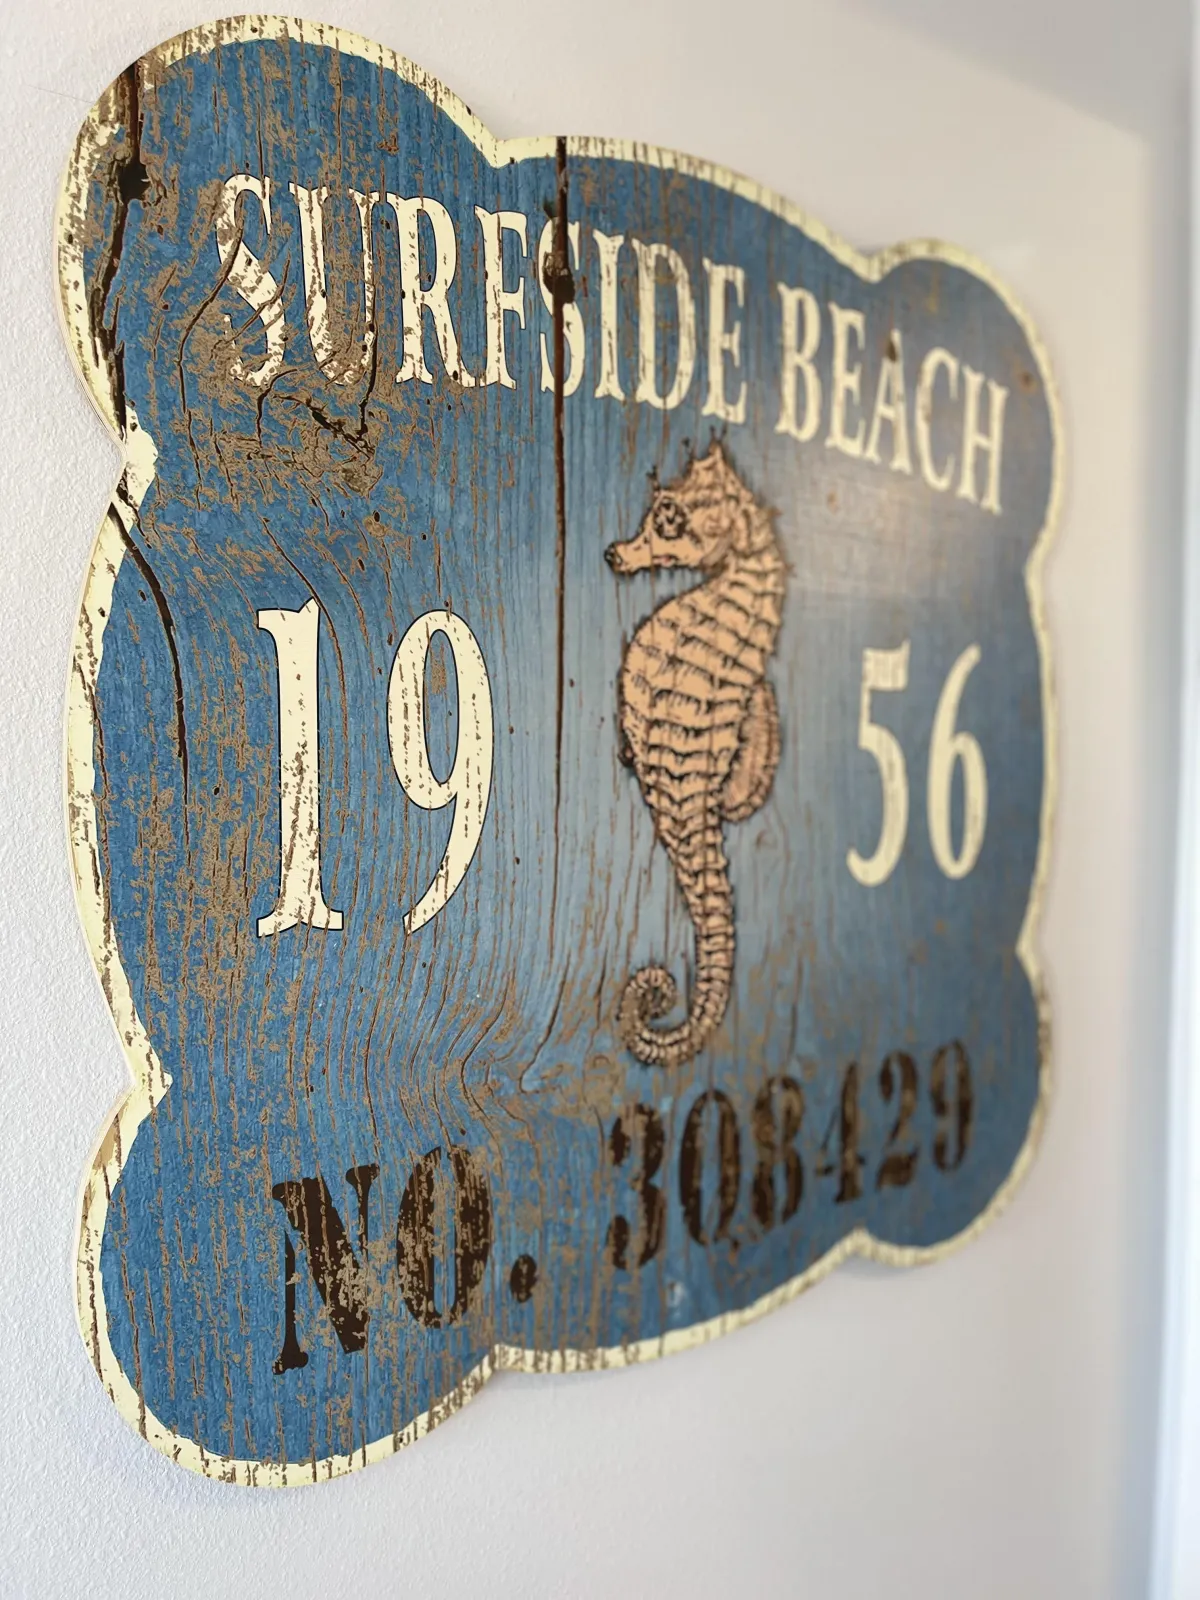 SURFSIDE BEACH
19 56
NO. 308429